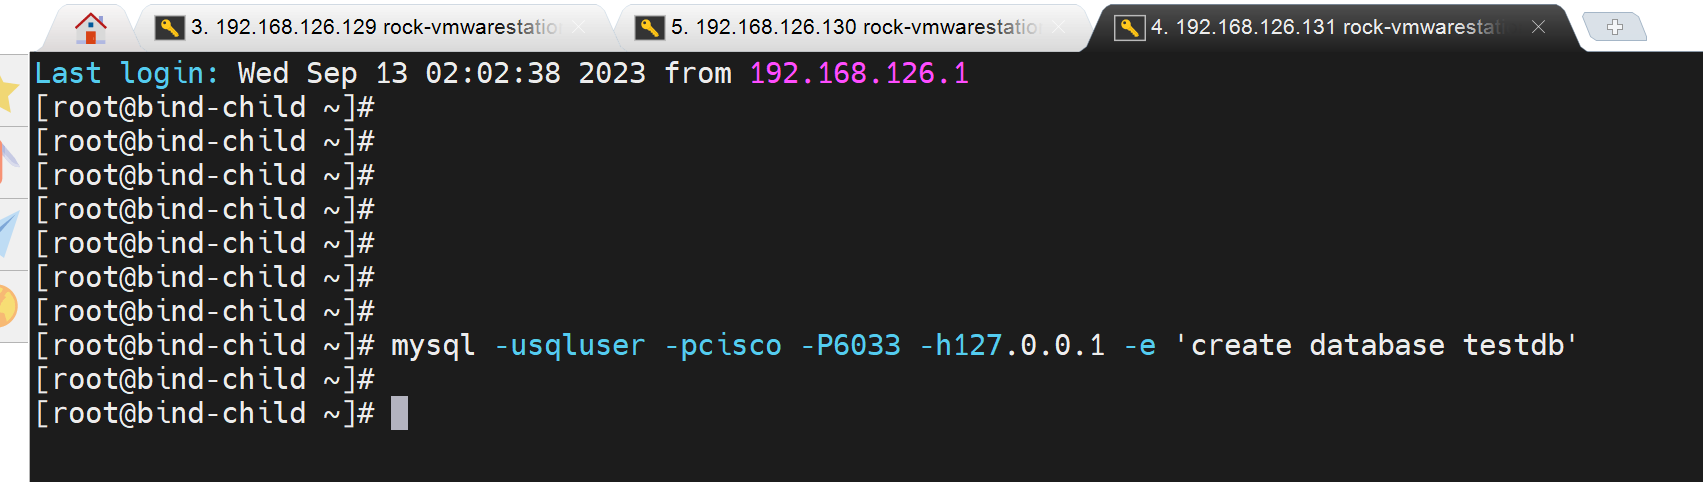 3. 192.168.126.129 rock-vmwarestatio
5. 192.168.126.130 rock-vmwarestatio
4. 192.168.126.131 rock-vmwarestat
Last login: Wed Sep 13 02:02:38 2023 from 192.168.126.1
[root@bind-child ~]#
[root@bind-child ~]#
[root@bind-child ~]#
[root@bind-child ~]#
[root@bind-child ~]#
[root@bind-child ~]#
[root@bind-child ~]#
[root@bind-child ~]# mysql -usqluser -pcisco -P6033 -h127.0.0.1 -e 'create database testdb'
[root@bind-child ~]#
[root@bind-child ~]#